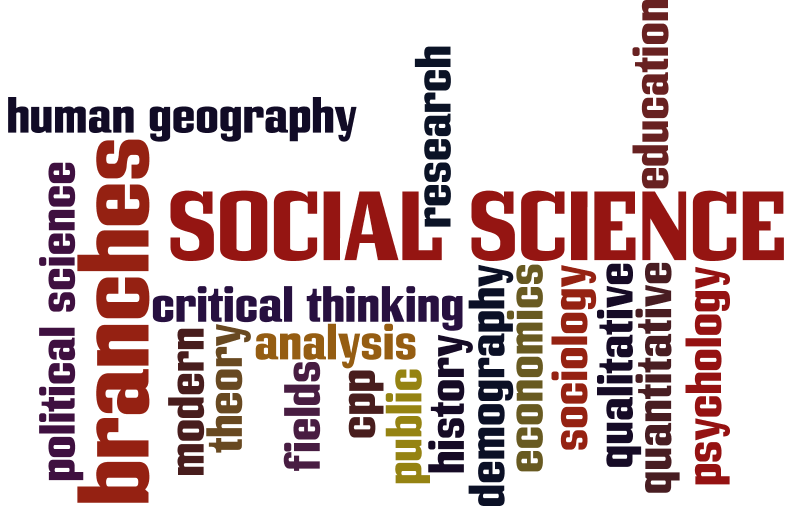 human geography
research
education
political science
branches
SOCIAL SCIENCE
critical thinking
analysis
modern
theory
fields
cpp
public
history
demography
economics
sociology
qualitative
quantitative
psychology